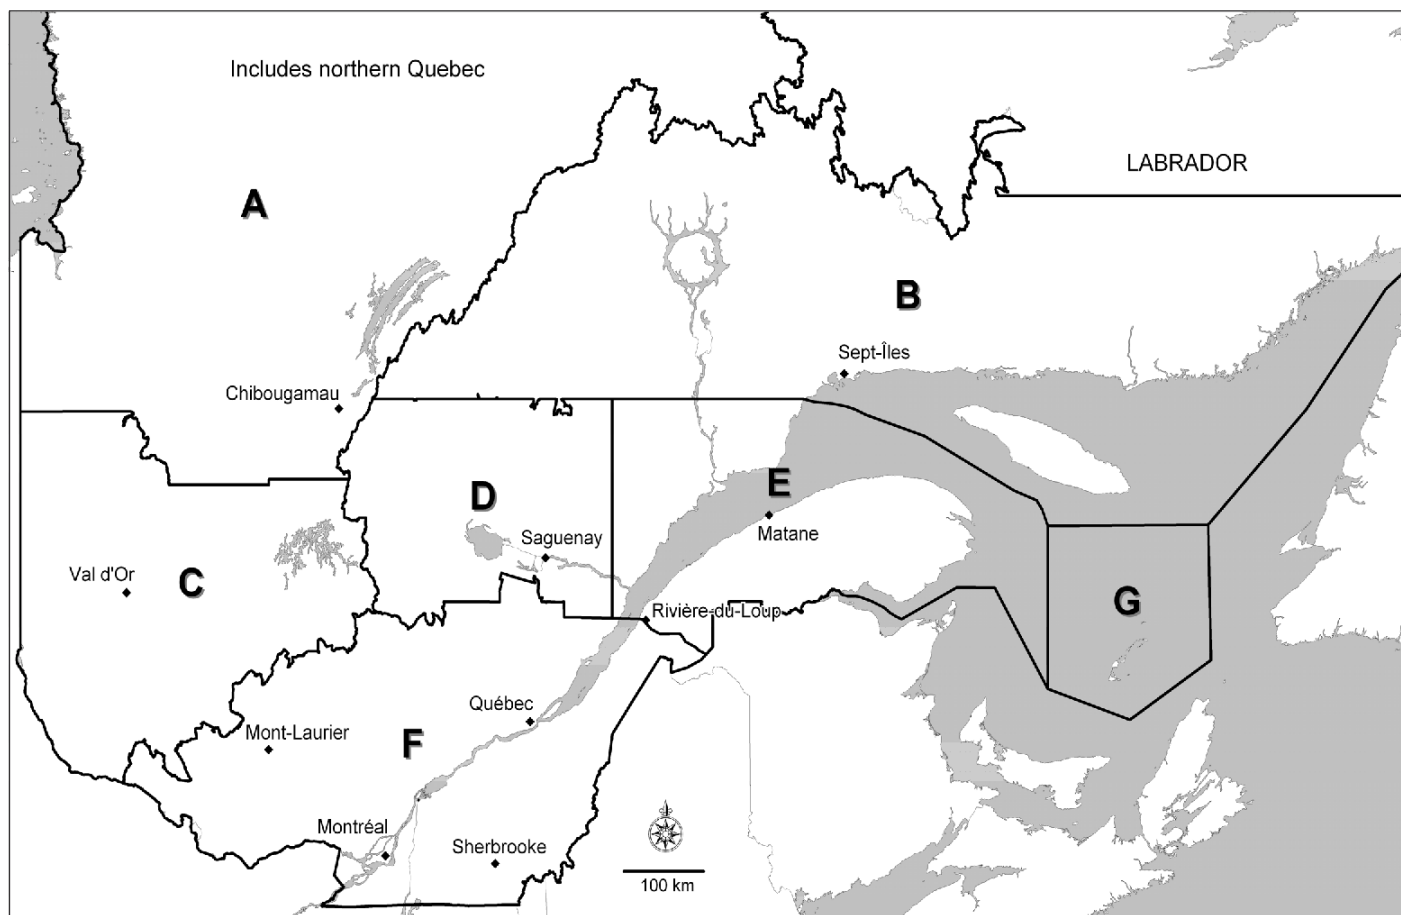 Includes northern Quebec
LABRADOR
A
B
Sept-Îles
Chibougamau
E
D
Matane
Saguenay
Val d'Or
C
G
Rivière-du-Loup
Québec
Mont-Laurier
F
Montréal
Sherbrooke
100 km